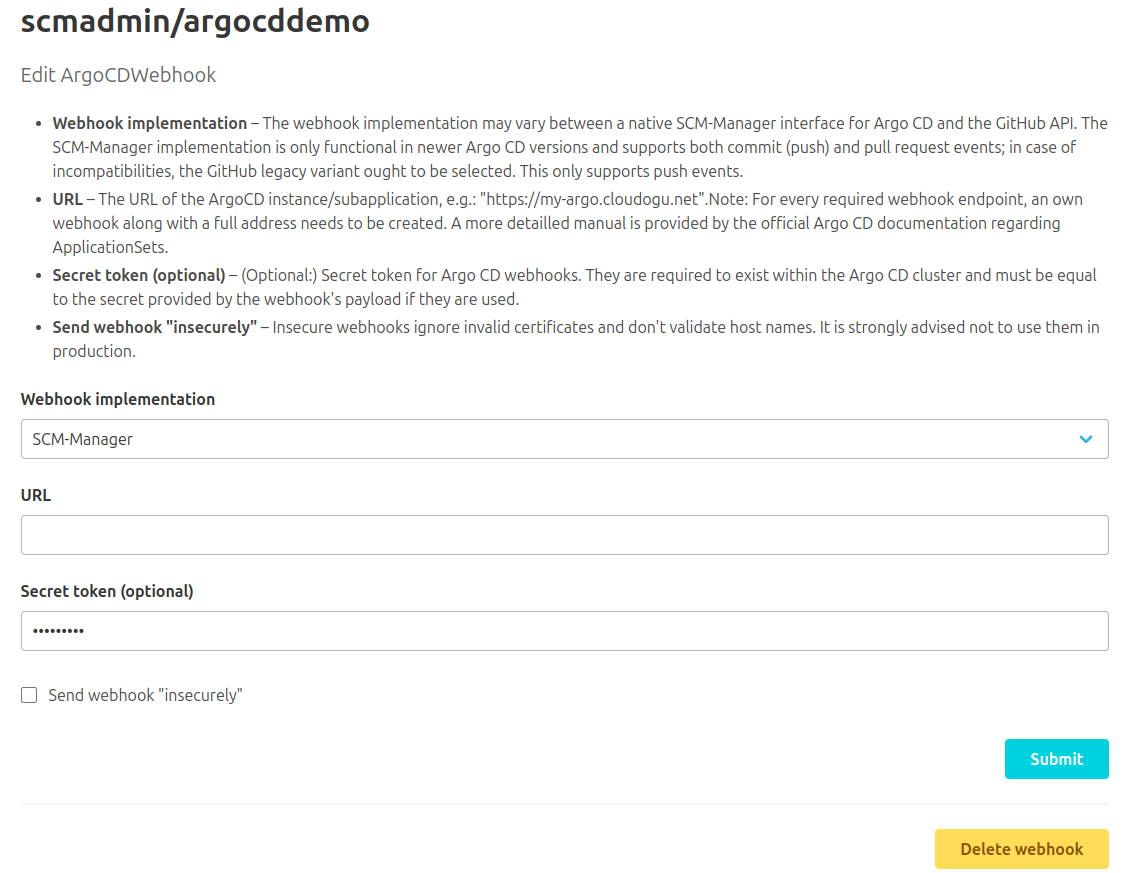 scmadmin/argocddemo
Edit ArgoCDWebhook
• Webhook implementation – The webhook implementation may vary between a native SCM-Manager interface for Argo CD and the GitHub API. The
SCM-Manager implementation is only functional in newer Argo CD versions and supports both commit (push) and pull request events; in case of
incompatibilities, the GitHub legacy variant ought to be selected. This only supports push events.
• URL – The URL of the ArgoCD instance/subapplication, e.g.: "https://my-argo.cloudogu.net".Note: For every required webhook endpoint, an own
webhook along with a full address needs to be created. A more detailled manual is provided by the official Argo CD documentation regarding
ApplicationSets.
• Secret token (optional) – (Optional:) Secret token for Argo CD webhooks. They are required to exist within the Argo CD cluster and must be equal
to the secret provided by the webhook's payload if they are used.
• Send webhook "insecurely" – Insecure webhooks ignore invalid certificates and don't validate host names. It is strongly advised not to use them in
production.
Webhook implementation
SCM-Manager
URL
Secret token (optional)
•••••••••
Send webhook "insecurely"
Submit
Delete webhook